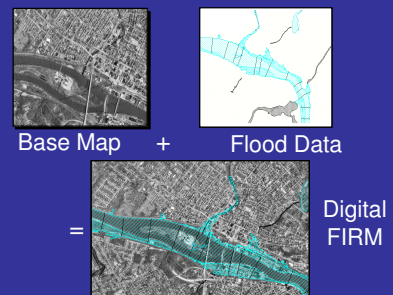 Base Map + Flood Data
= Digital
FIRM